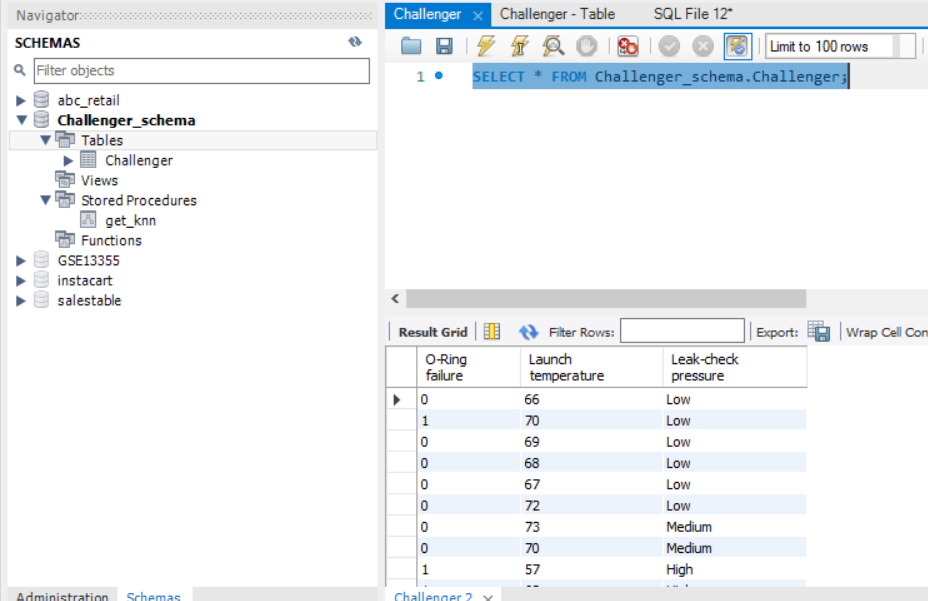 Navigator
SCHEMAS
Filter objects
abc_retail
Challenger_schema
Tables
Challenger
Views
Stored Procedures
get_knn
Functions
GSE13355
instacart
salestable
Administration Schemas
Challenger Challenger - Table SQL File 12*
Limit to 100 rows
1 SELECT * FROM Challenger_schema.Challenger;
Result Grid Filter Rows: Export: Wrap Cell Con
O-Ring failure Launch temperature Leak-check pressure
0 66 Low
1 70 Low
0 69 Low
0 68 Low
0 67 Low
0 72 Low
0 73 Medium
0 70 Medium
1 57 High
Challenger 2